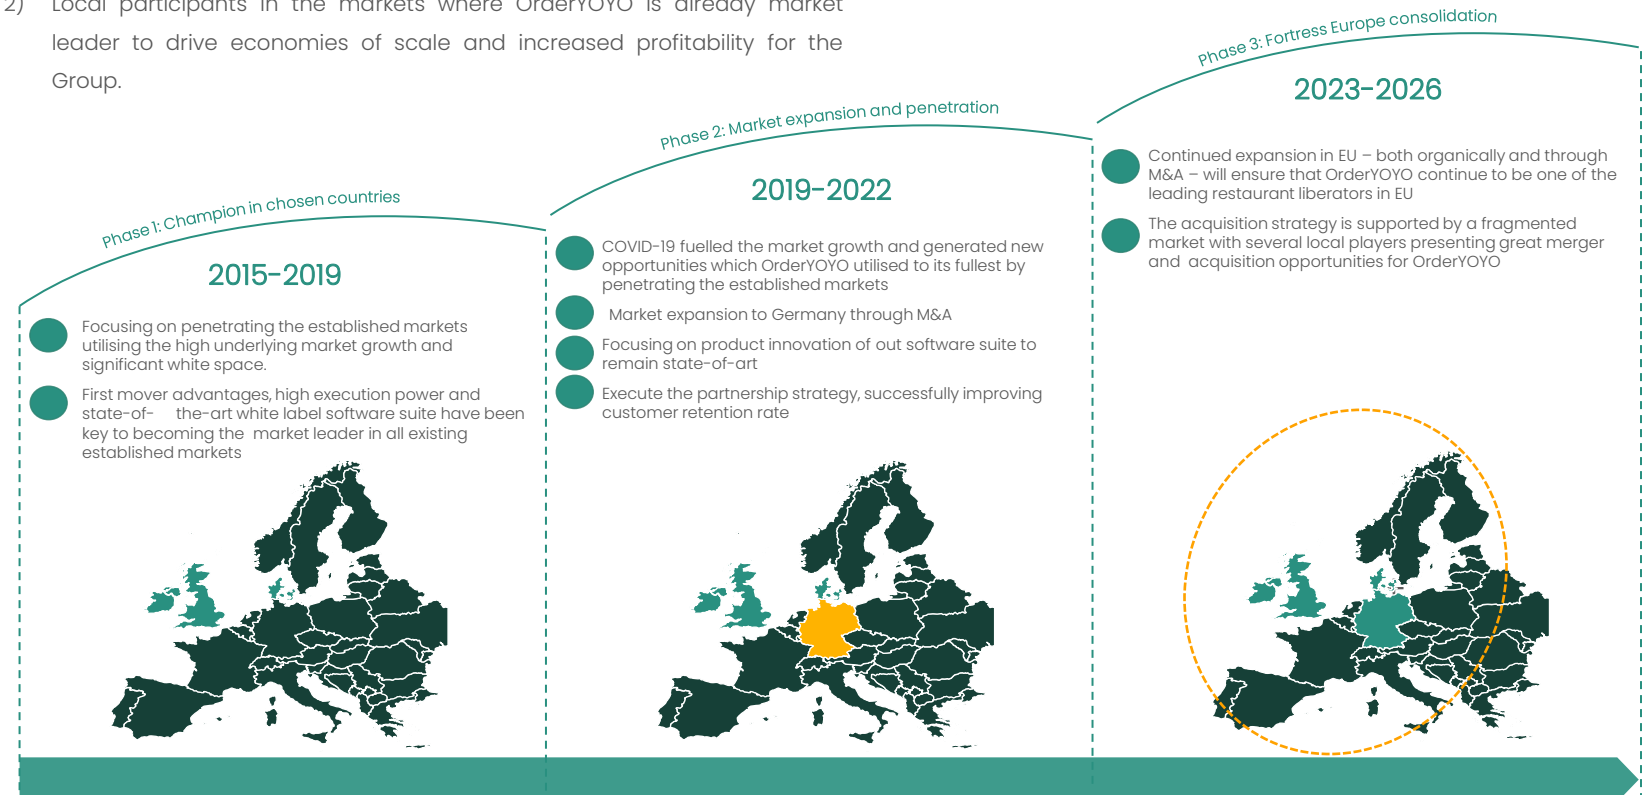 2) Local participants in the markets where OrderYOYO is already market
leader to drive economies of scale and increased profitability for the
Group.
Phase 1: Champion in chosen countries
2015-2019
Focusing on penetrating the established markets
utilising the high underlying market growth and
significant white space.
First mover advantages, high execution power and
state-of- the-art white label software suite have been
key to becoming the market leader in all existing
established markets
Phase 2: Market expansion and penetration
2019-2022
COVID-19 fuelled the market growth and generated new
opportunities which OrderYOYO utilised to its fullest by
penetrating the established markets
Market expansion to Germany through M&A
Focusing on product innovation of out software suite to
remain state-of-art
Execute the partnership strategy, successfully improving
customer retention rate
Phase 3: Fortress Europe consolidation
2023-2026
Continued expansion in EU – both organically and through
M&A – will ensure that OrderYOYO continue to be one of the
leading restaurant liberators in EU
The acquisition strategy is supported by a fragmented
market with several local players presenting great merger
and acquisition opportunities for OrderYOYO